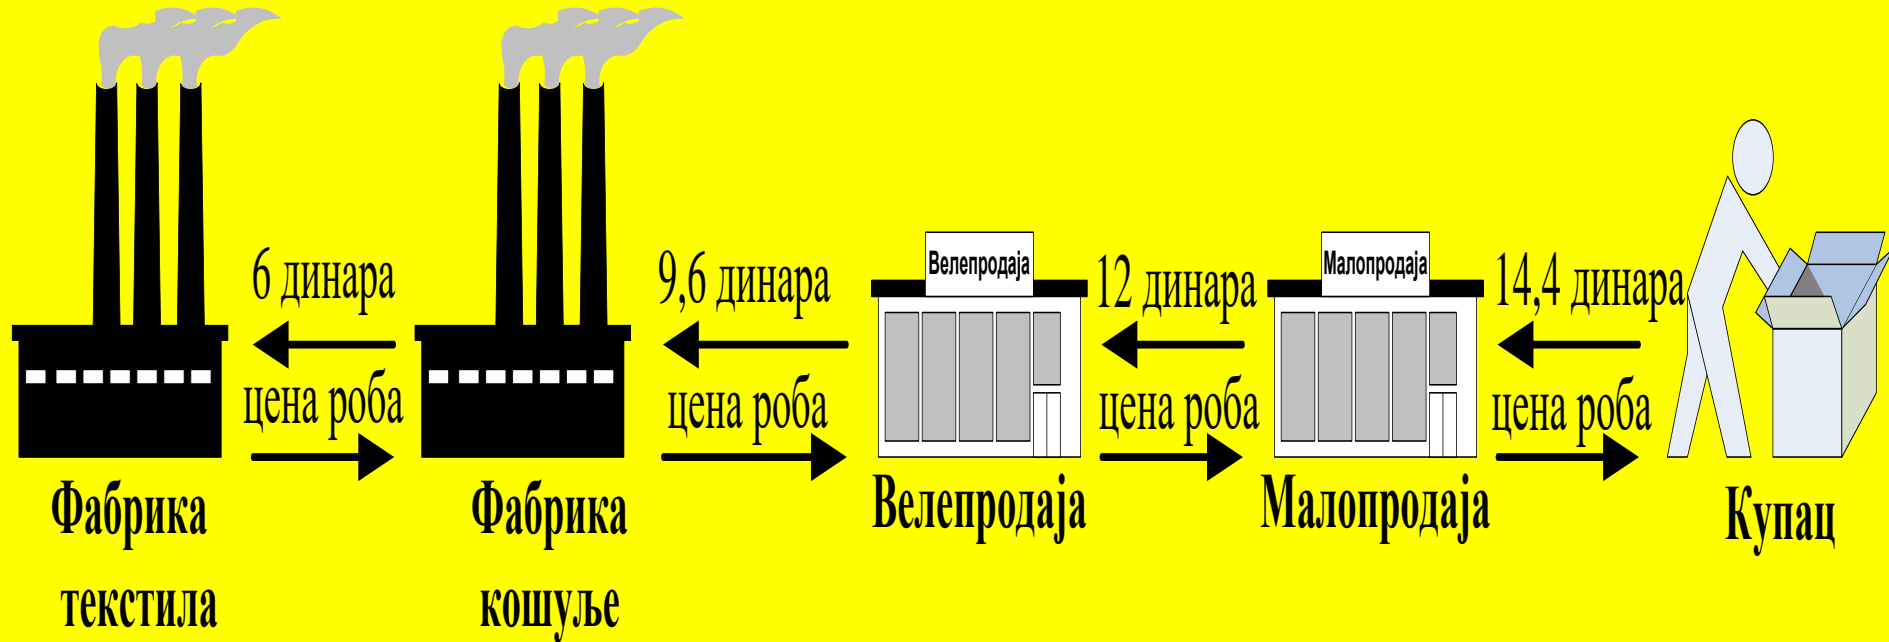 6 динара
9,6 динара
12 динара
14,4 динара
Велепродаја
Малопродаја
цена роба
цена роба
цена роба
цена роба
Фабрика
текстила
Фабрика
кошуље
Велепродаја
Малопродаја
Купац